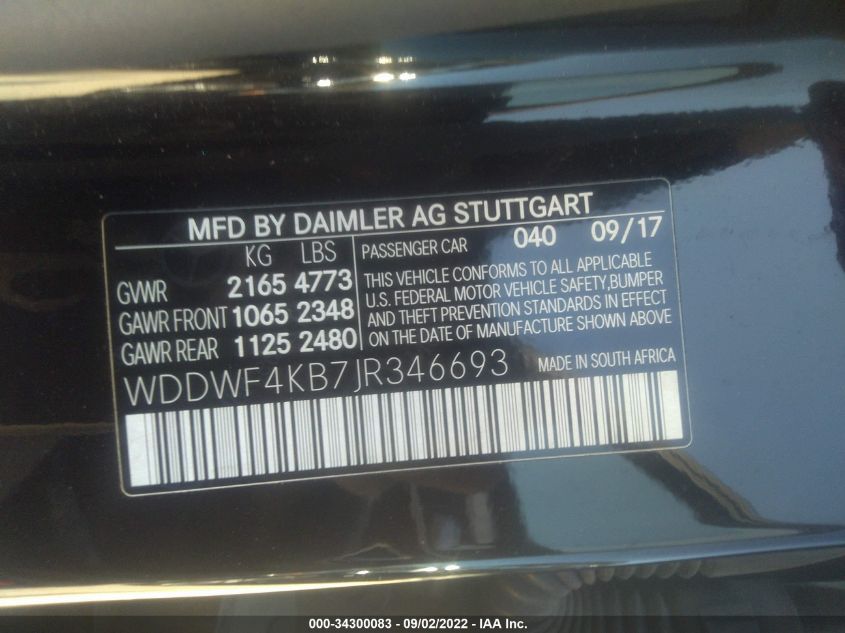 MFD BY DAIMLER AG STUTTGART
KG LBS
GVWR 2165 4773
GAWR FRONT 1065 2348
GAWR REAR 1125 2480
PASSENGER CAR 040 09/17
THIS VEHICLE CONFORMS TO ALL APPLICABLE
U.S. FEDERAL MOTOR VEHICLE SAFETY,BUMPER
AND THEFT PREVENTION STANDARDS IN EFFECT
ON THE DATE OF MANUFACTURE SHOWN ABOVE
WDDWF4KB7JR346693 MADE IN SOUTH AFRICA
000-34300083 - 09/02/2022 - IAA Inc.